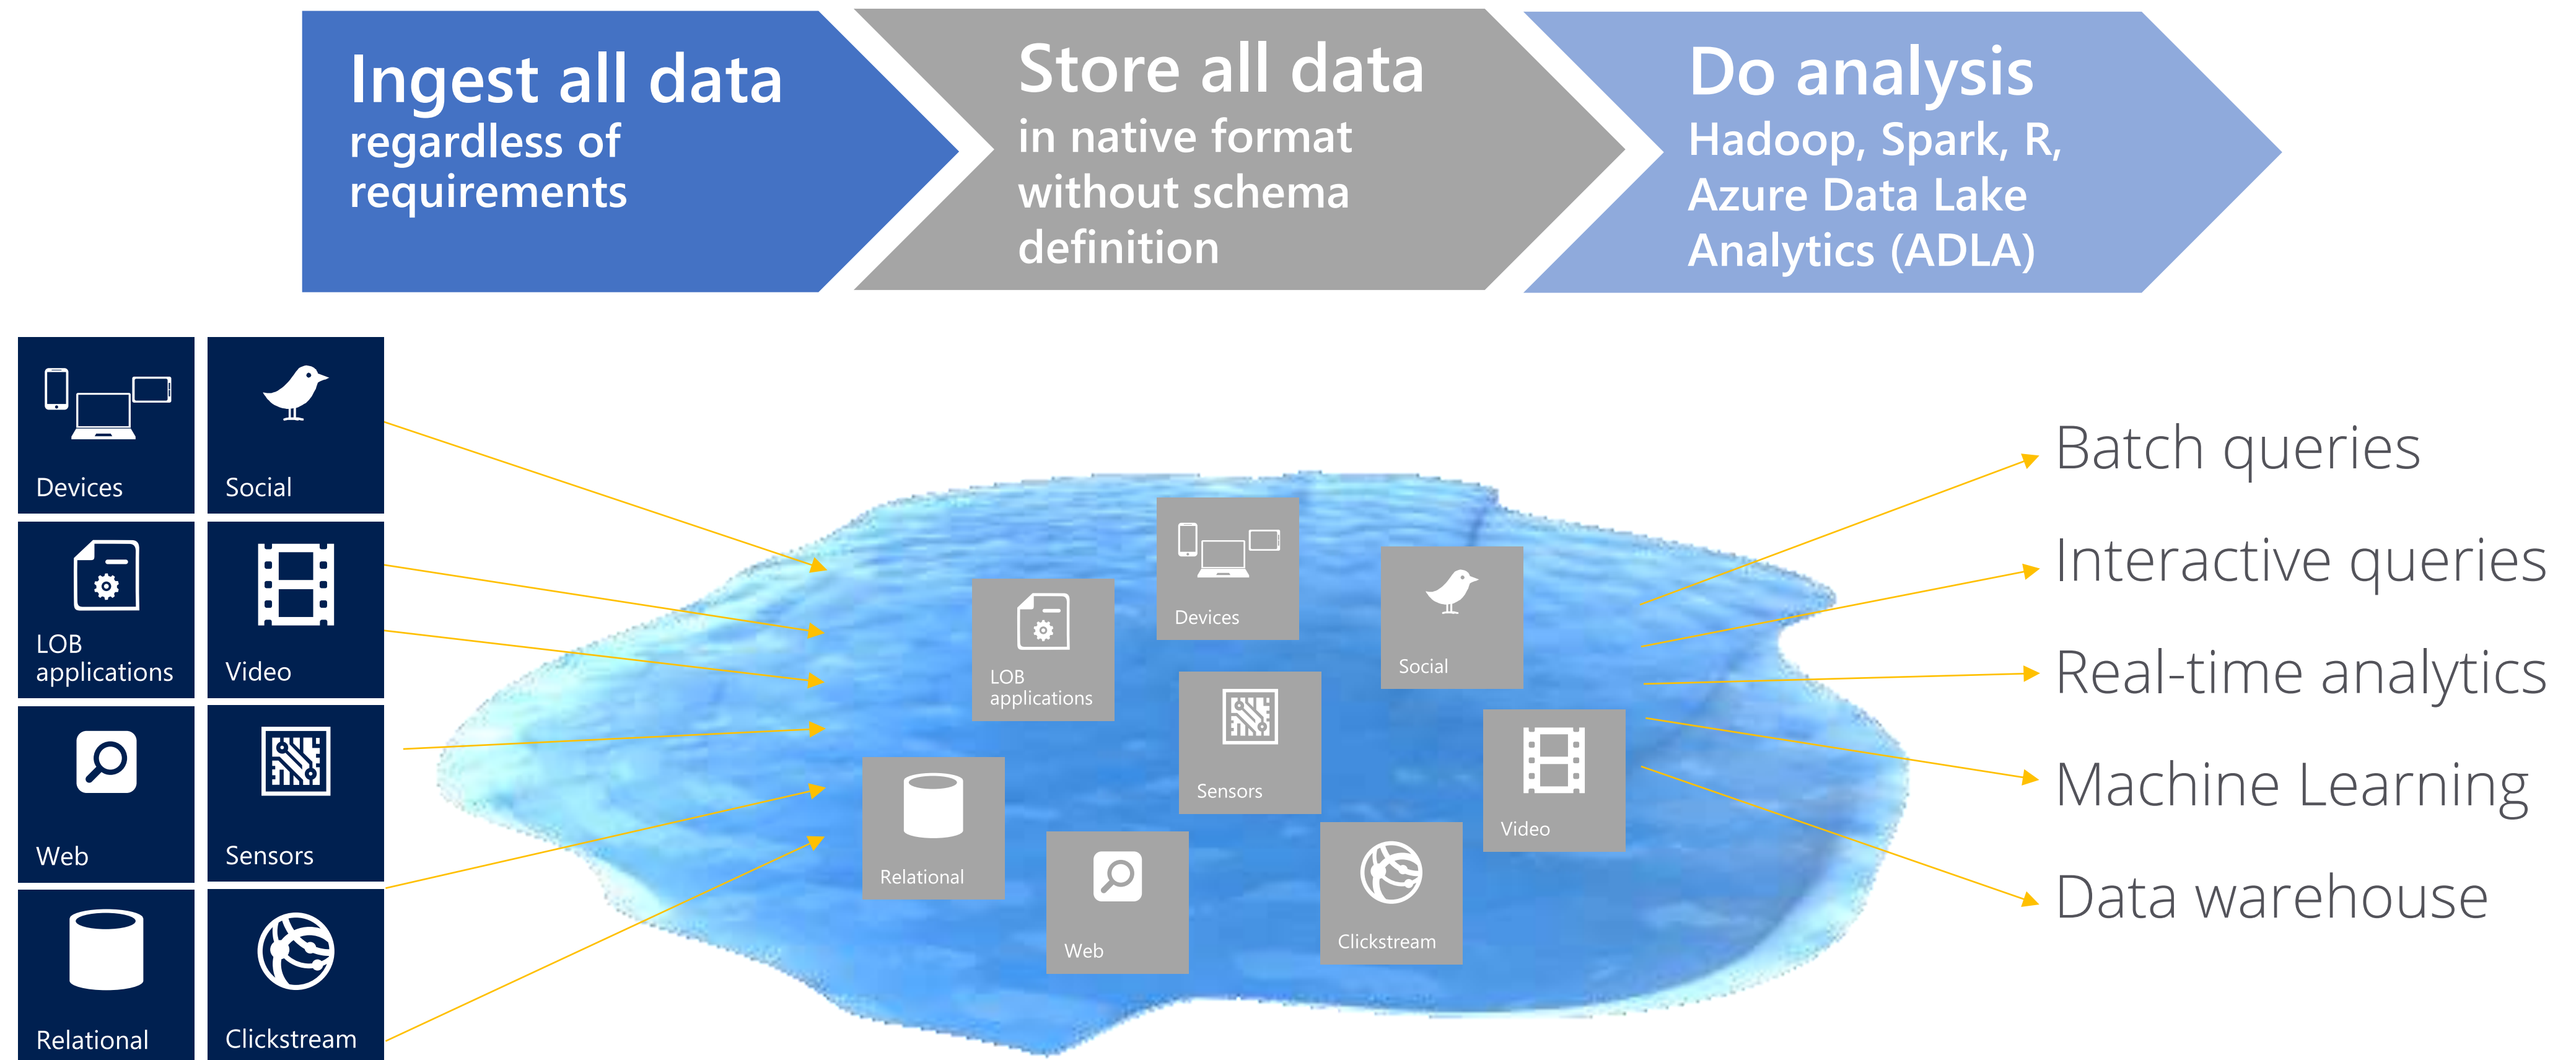 Ingest all data
regardless of
requirements
Store all data
in native format
without schema
definition
Do analysis
Hadoop, Spark, R,
Azure Data Lake
Analytics (ADLA)
Devices
Social
LOB
applications
Video
Web
Sensors
Relational
Clickstream
Devices
Social
LOB
applications
Sensors
Video
Relational
Web
Clickstream
Batch queries
Interactive queries
Real-time analytics
Machine Learning
Data warehouse